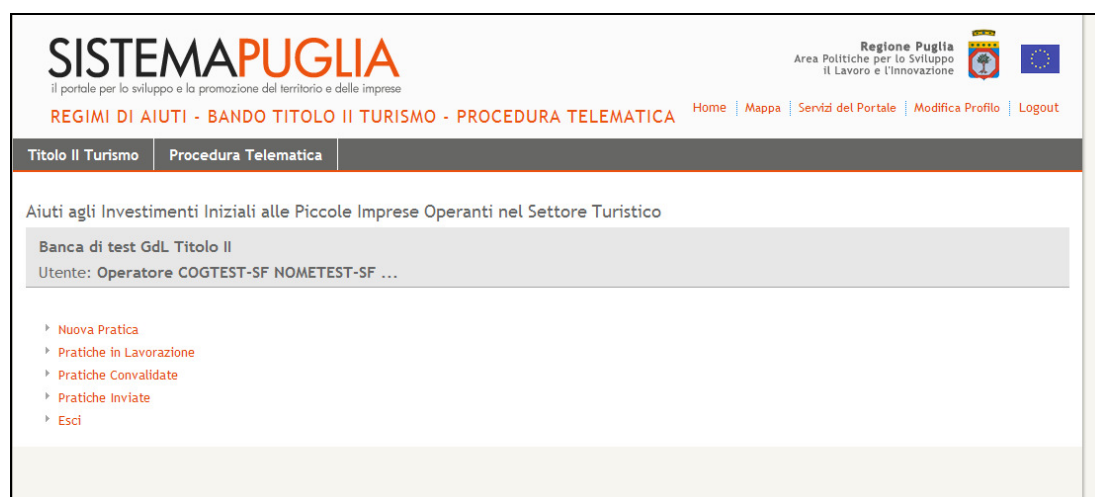 SISTEMAPUGLIA
il portale per lo sviluppo e la promozione del territorio e delle imprese
Regione Puglia
Area Politiche per lo Sviluppo
il Lavoro e l'Innovazione
REGIMI DI AIUTI - BANDO TITOLO II TURISMO - PROCEDURA TELEMATICA
Home Mappa Servizi del Portale Modifica Profilo Logout
Titolo II Turismo Procedura Telematica
Aiuti agli Investimenti Iniziali alle Piccole Imprese Operanti nel Settore Turistico
Banca di test GdL Titolo II
Utente: Operatore COGTEST-SF NOMETEST-SF ...
Nuova Pratica
Pratiche in Lavorazione
Pratiche Convalidate
Pratiche Inviate
Esci